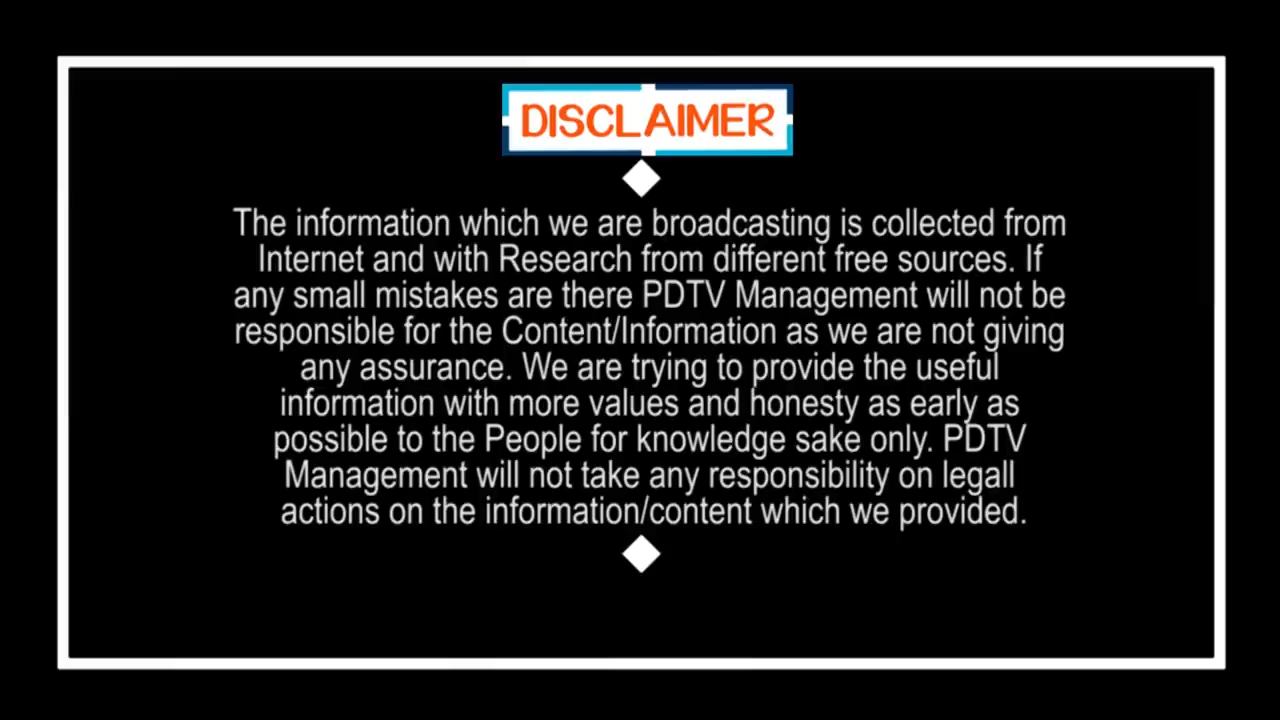 DISCLAIMER
The information which we are broadcasting is collected from
Internet and with Research from different free sources. If
any small mistakes are there PDTV Management will not be
responsible for the Content/Information as we are not giving
any assurance. We are trying to provide the useful
information with more values and honesty as early as
possible to the People for knowledge sake only. PDTV
Management will not take any responsibility on legall
actions on the information/content which we provided.